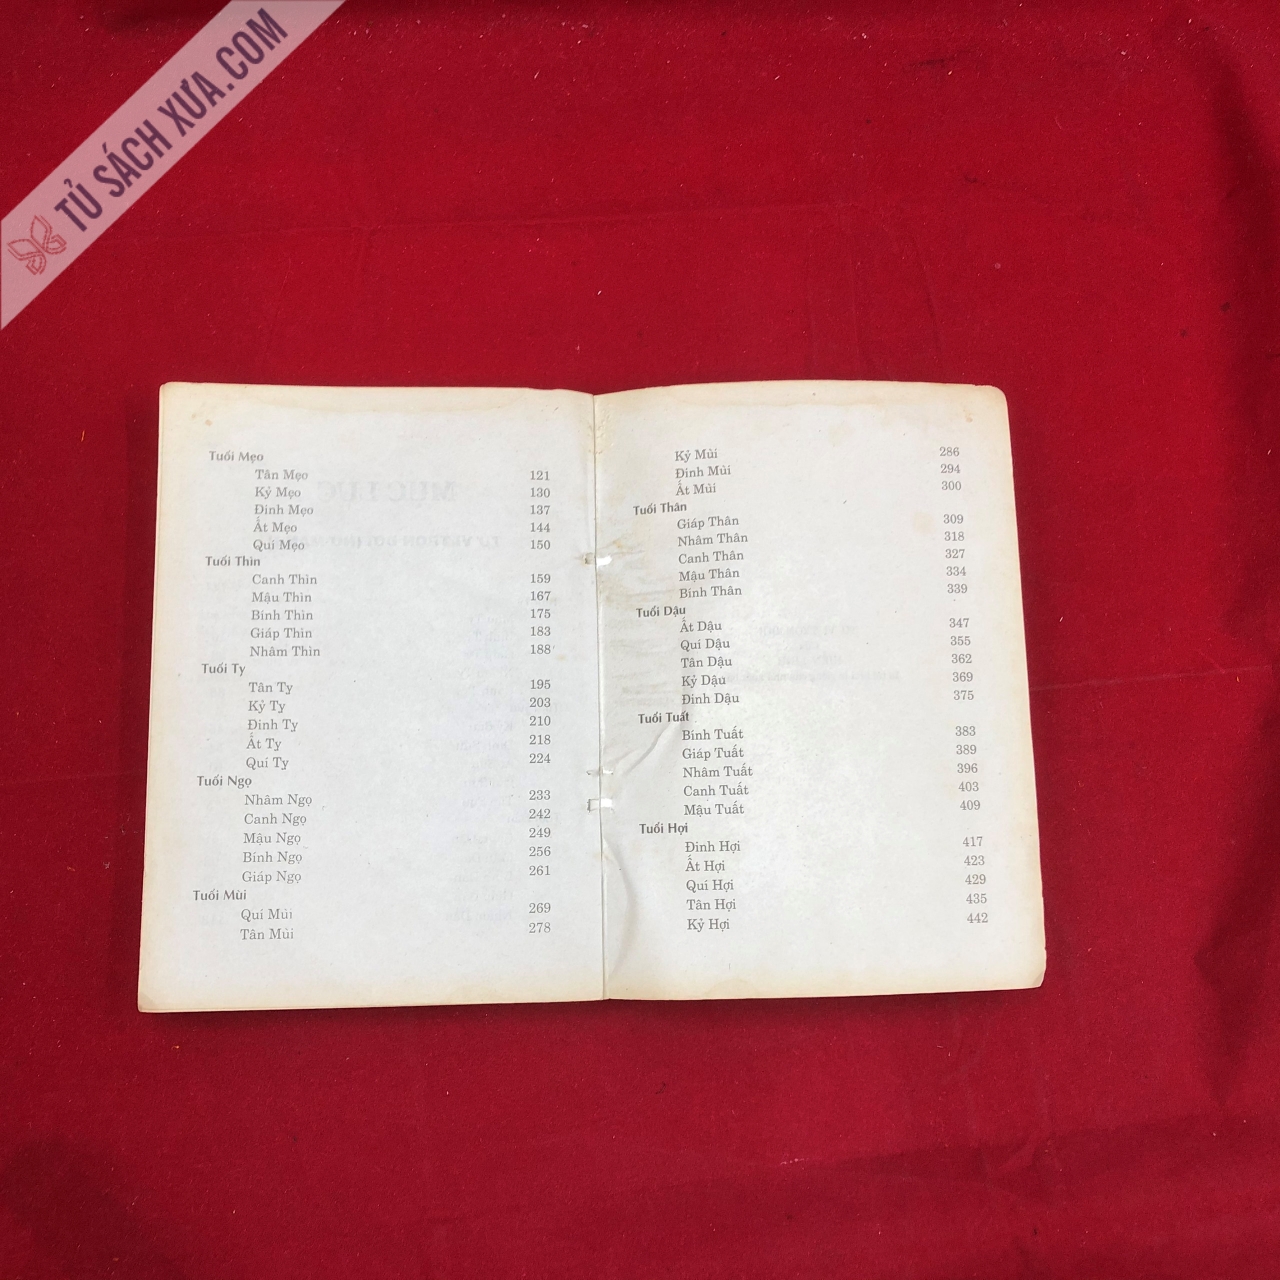 TỦ SÁCH XƯA.COM
Tuổi Mẹo
Tân Mẹo 121
Kỷ Mẹo 130
Đinh Mẹo 137
Ất Mẹo 144
Quí Mẹo 150
Tuổi Thìn
Canh Thìn 159
Mậu Thìn 167
Bính Thìn 175
Giáp Thìn 183
Nhâm Thìn 188
Tuổi Tỵ
Tân Tỵ 195
Kỷ Tỵ 203
Đinh Tỵ 210
Ất Tỵ 218
Quí Tỵ 224
Tuổi Ngọ
Nhâm Ngọ 233
Canh Ngọ 242
Mậu Ngọ 249
Bính Ngọ 256
Giáp Ngọ 261
Tuổi Mùi
Quí Mùi 269
Tân Mùi 278
Kỷ Mùi 286
Đinh Mùi 294
Ất Mùi 300
Tuổi Thân
Giáp Thân 309
Nhâm Thân 318
Canh Thân 327
Mậu Thân 334
Bính Thân 339
Tuổi Dậu
Ất Dậu 347
Quí Dậu 355
Tân Dậu 362
Kỷ Dậu 369
Đinh Dậu 375
Tuổi Tuất
Bính Tuất 383
Giáp Tuất 389
Nhâm Tuất 396
Canh Tuất 403
Mậu Tuất 409
Tuổi Hợi
Đinh Hợi 417
Ất Hợi 423
Quí Hợi 429
Tân Hợi 435
Kỷ Hợi 442